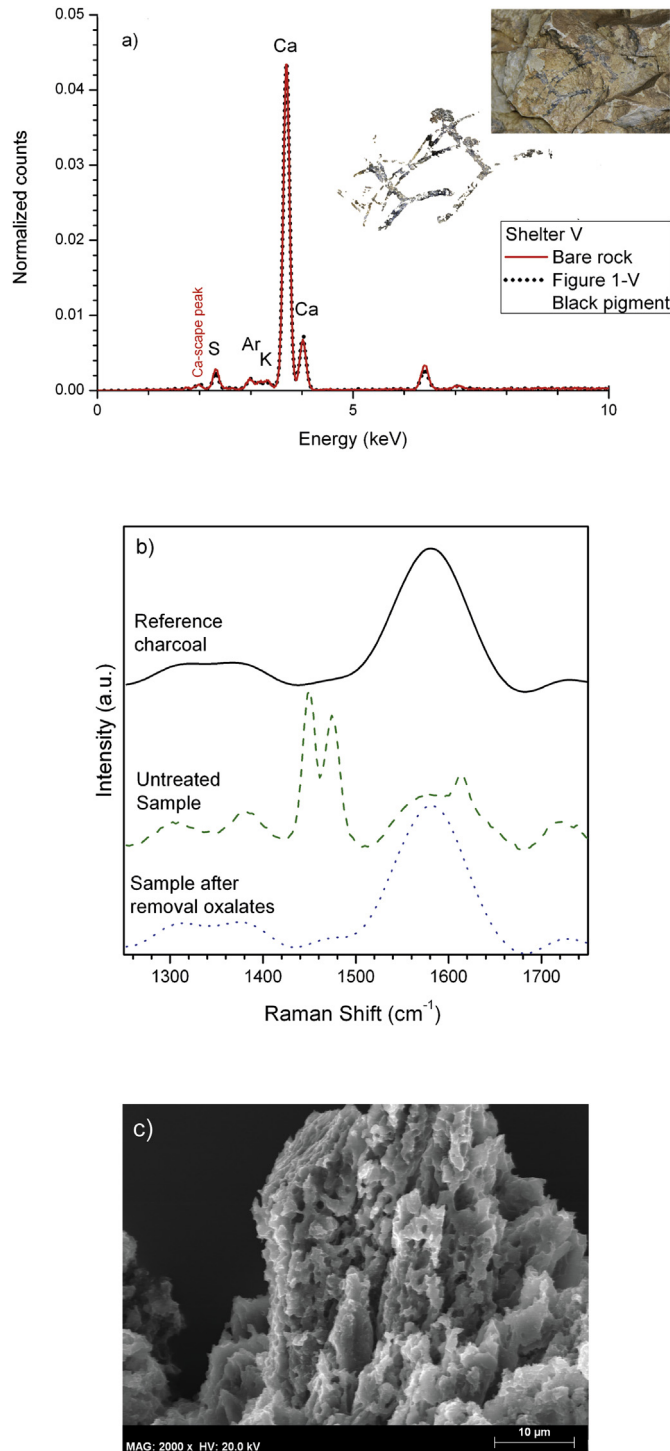 a)
0.05
0.04
0.03
0.02
0.01
0.00
Normalized counts
Ca
Ca
Ca-scape peak
S
Ar
K
Shelter V
Bare rock
Figure 1-V
Black pigment
0
5
10
Energy (keV)
b)
Reference
charcoal
Untreated
Sample
Sample after
removal oxalates
Intensity (a.u.)
1300
1400
1500
1600
1700
Raman Shift (cm⁻¹)
c)
MAG: 2000 x HV: 20.0 kV
10 µm